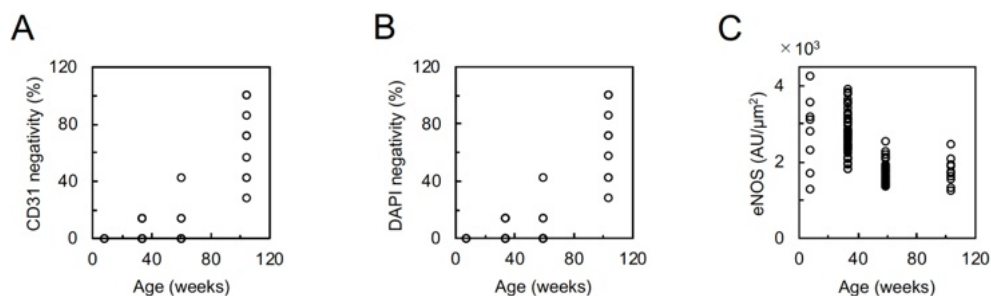 A
B
C
CD31 negativity (%)
120
80
40
0
0 40 80 120
Age (weeks)
DAPI negativity (%)
120
80
40
0
0 40 80 120
Age (weeks)
× 10³
eNOS (AU/μm²)
4
2
0
0 40 80 120
Age (weeks)